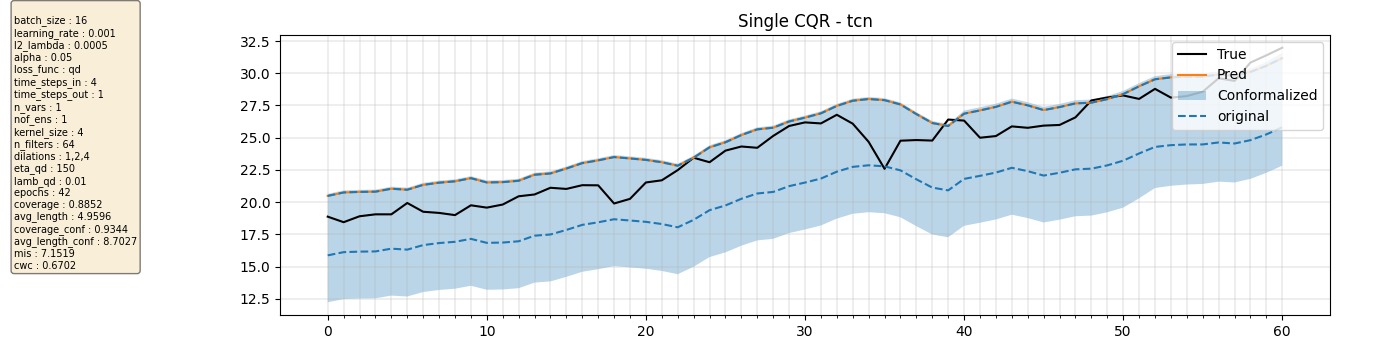 batch_size : 16
learning_rate : 0.001
l2_lambda : 0.0005
alpha : 0.05
loss_func : qd
time_steps_in : 4
time_steps_out : 1
n_vars : 1
nof_ens : 1
kernel_size : 4
n_filters : 64
dilations : 1,2,4
eta_qd : 150
lamb_qd : 0.01
epochs : 42
coverage : 0.8852
avg_length : 4.9596
coverage_conf : 0.9344
avg_length_conf : 8.7027
mis : 7.1519
cwc : 0.6702
Single CQR - tcn
32.5
30.0
27.5
25.0
22.5
20.0
17.5
15.0
12.5
True
Pred
Conformalized
original
0 10 20 30 40 50 60